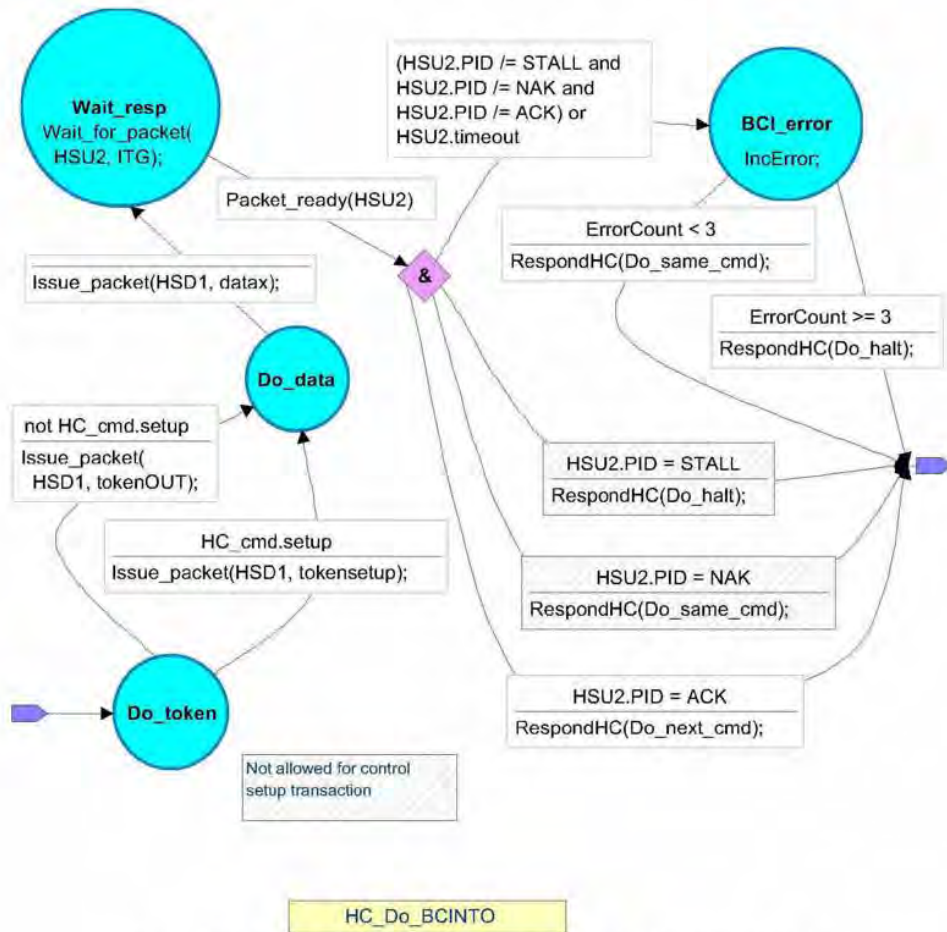 Wait_resp
Wait_for_packet(
HSU2, ITG);
(HSU2.PID /= STALL and
HSU2.PID /= NAK and
HSU2.PID /= ACK) or
HSU2.timeout
BCI_error
IncError;
Packet_ready(HSU2)
ErrorCount < 3
RespondHC(Do_same_cmd);
&
Issue_packet(HSD1, datax);
ErrorCount >= 3
RespondHC(Do_halt);
Do_data
not HC_cmd.setup
Issue_packet(
HSD1, tokenOUT);
HSU2.PID = STALL
RespondHC(Do_halt);
HC_cmd.setup
Issue_packet(HSD1, tokensetup);
HSU2.PID = NAK
RespondHC(Do_same_cmd);
HSU2.PID = ACK
RespondHC(Do_next_cmd);
Do_token
Not allowed for control
setup transaction
HC_Do_BCINTO